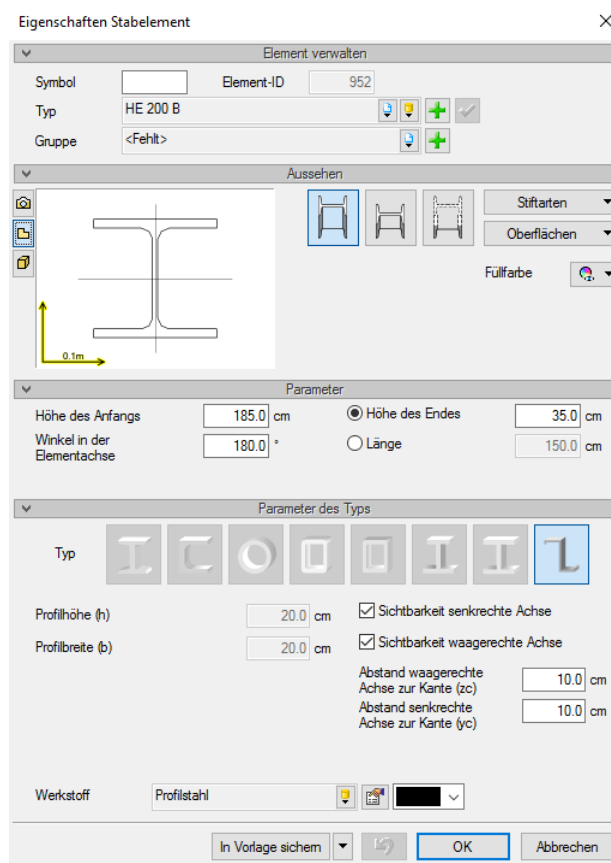 Eigenschaften Stabelement
Element verwalten
Symbol Element-ID 952
Typ HE 200 B
Gruppe <Fehlt>
Aussehen
Stiftarten
Oberflächen
Füllfarbe
0.1m
Parameter
Höhe des Anfangs 185.0 cm Höhe des Endes 35.0 cm
Winkel in der
Elementachse 180.0 ° Länge 150.0 cm
Parameter des Typs
Typ
Profilhöhe (h) 20.0 cm Sichtbarkeit senkrechte Achse
Profilbreite (b) 20.0 cm Sichtbarkeit waagerechte Achse
Abstand waagerechte
Achse zur Kante (zc) 10.0 cm
Abstand senkrechte
Achse zur Kante (yc) 10.0 cm
Werkstoff Profilstahl
In Vorlage sichern OK Abbrechen